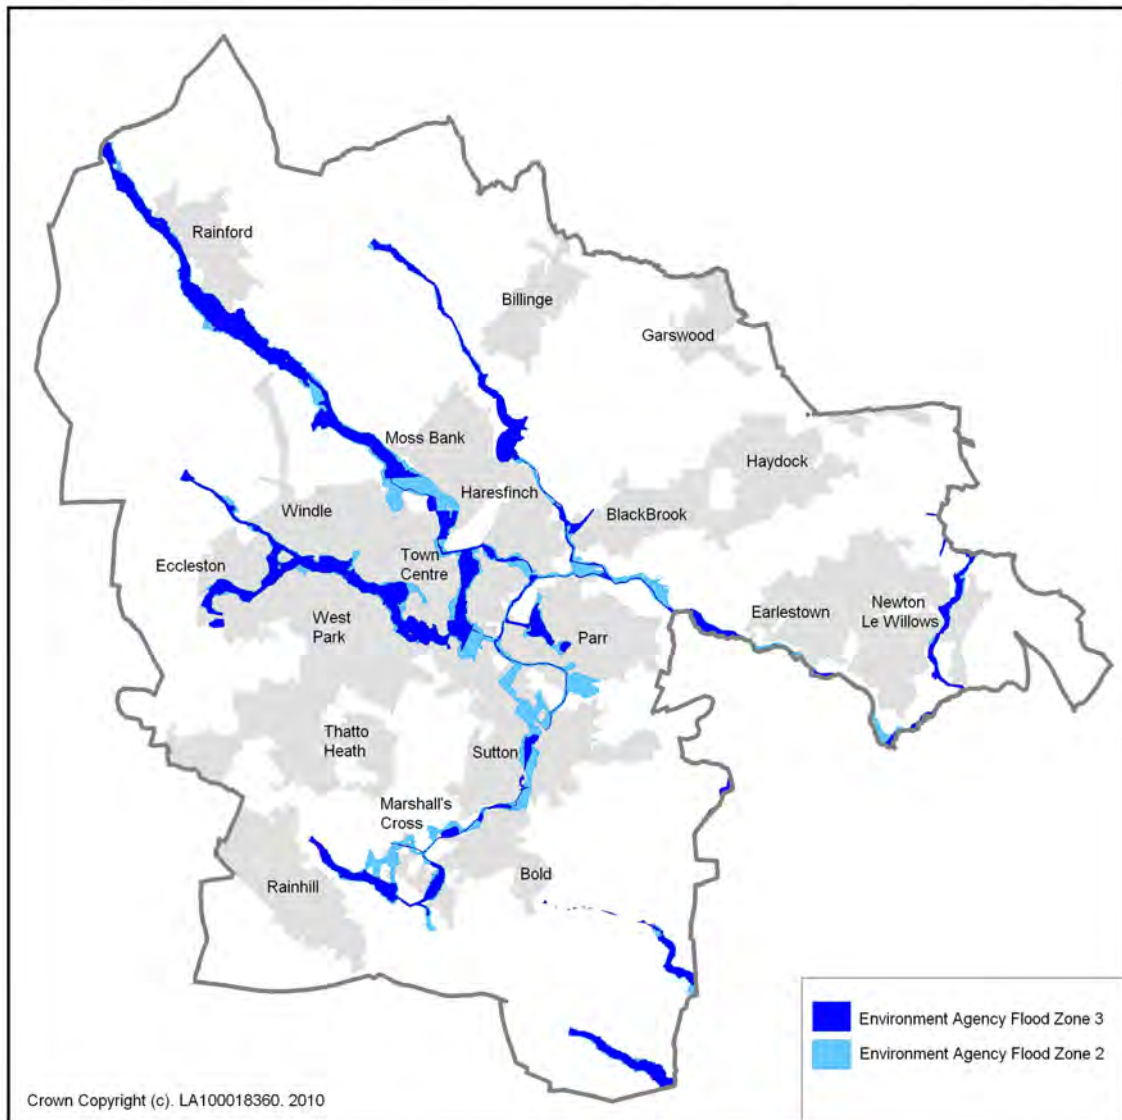 Rainford
Billinge
Garswood
Moss Bank
Haydock
Haresfinch
Windle
BlackBrook
Eccleston
Town
Centre
West
Park
Parr
Earlestown
Newton
Le Willows
Thatto
Heath
Sutton
Marshall's
Cross
Rainhill
Bold
Environment Agency Flood Zone 3
Environment Agency Flood Zone 2
Crown Copyright (c). LA100018360. 2010